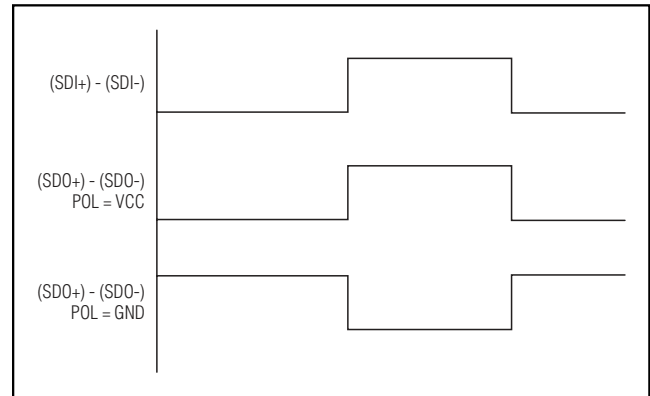 (SDI+) - (SDI-)
(SDO+) - (SDO-)
POL = VCC
(SDO+) - (SDO-)
POL = GND